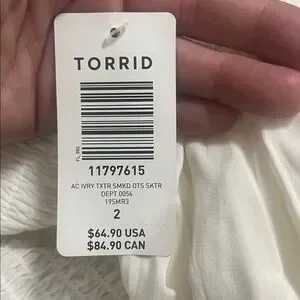 TORRID
11797615
AC IVRY TXTR SMKD OTS SKTR
DEPT 0054
19SMR3
2
$64.90 USA
$84.90 CAN